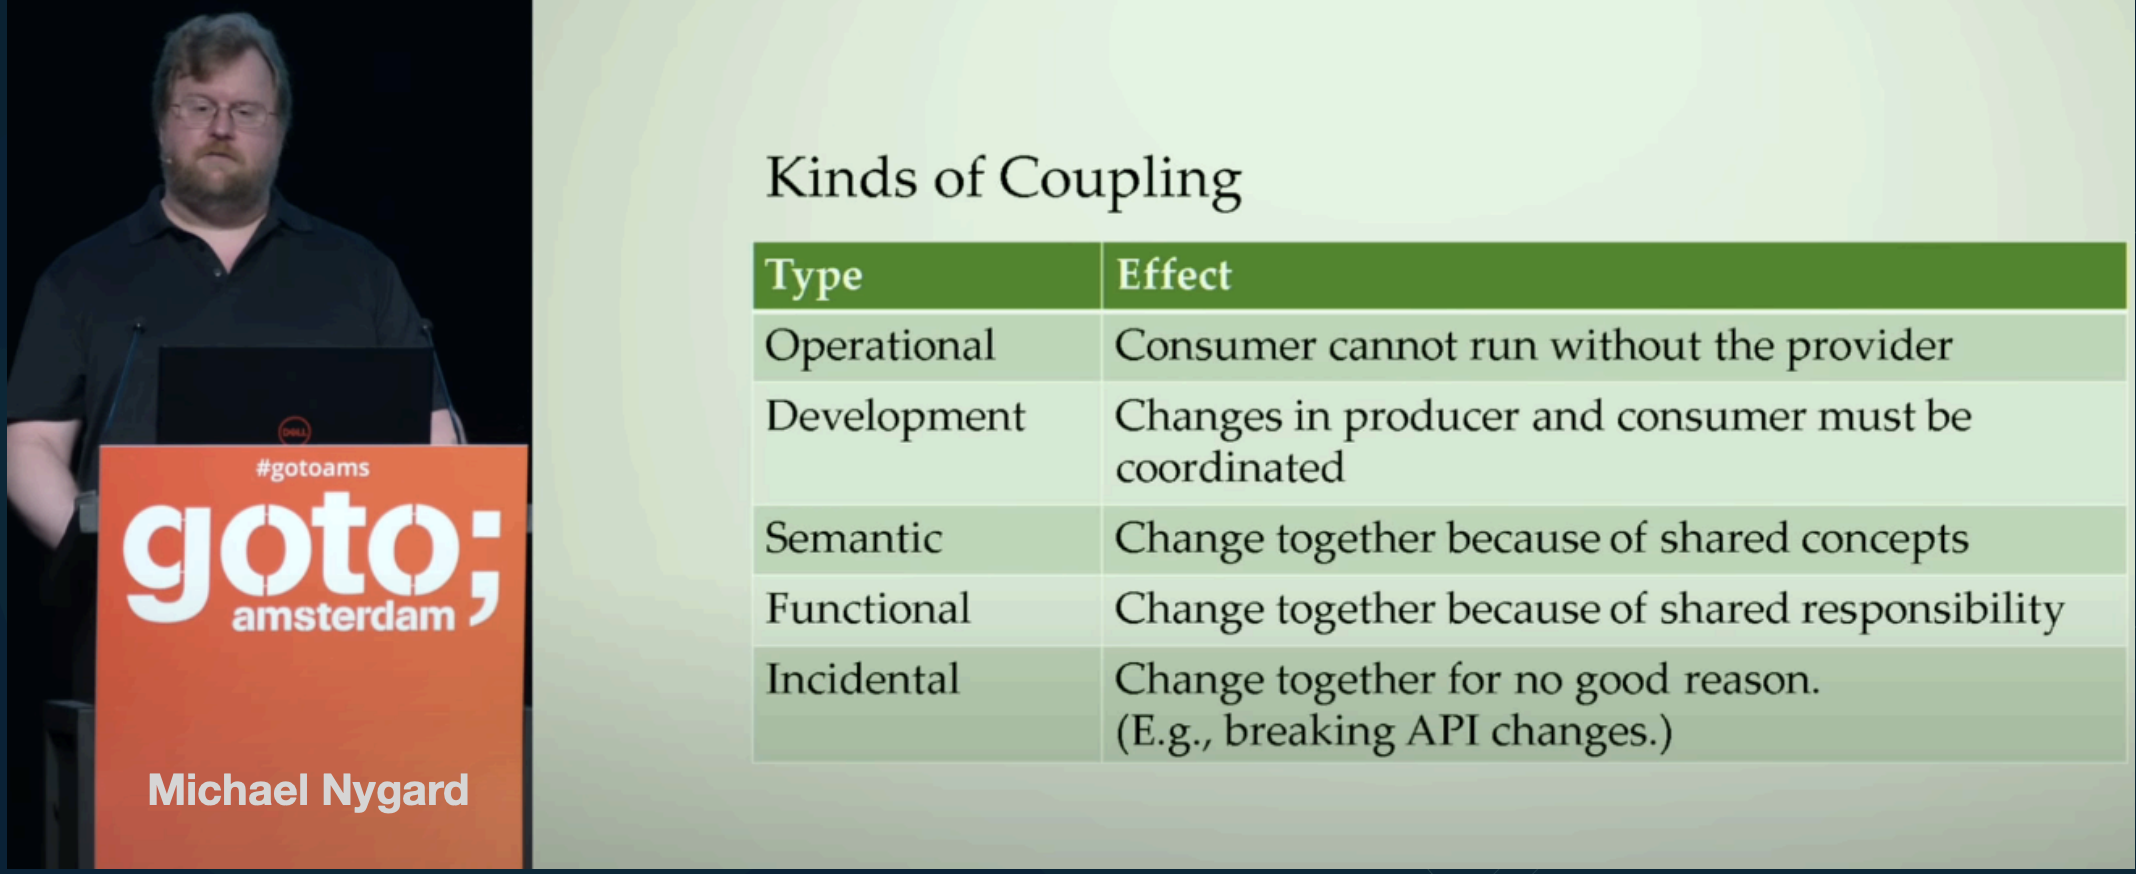 Kinds of Coupling
Type Effect
Operational Consumer cannot run without the provider
Development Changes in producer and consumer must be
coordinated
Semantic Change together because of shared concepts
Functional Change together because of shared responsibility
Incidental Change together for no good reason.
(E.g., breaking API changes.)
DELL
#gotoams
goto;
amsterdam
Michael Nygard